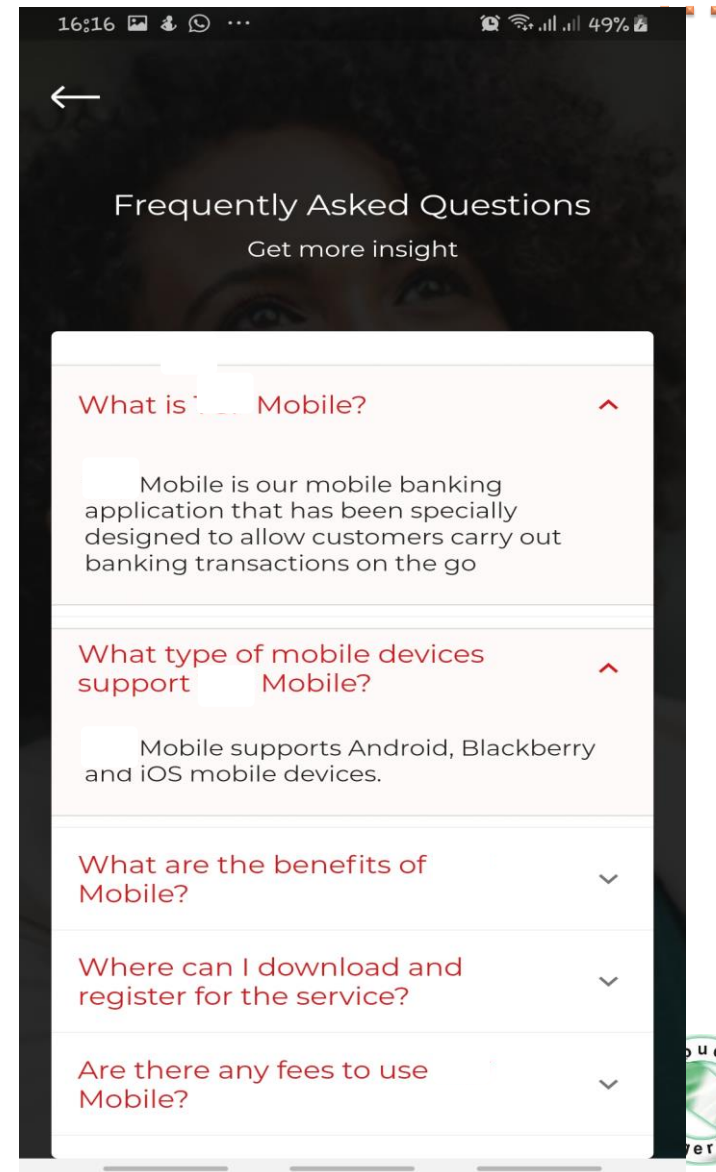 16:16
49%
Frequently Asked Questions
Get more insight
What is Mobile?
Mobile is our mobile banking
application that has been specially
designed to allow customers carry out
banking transactions on the go
What type of mobile devices
support Mobile?
Mobile supports Android, Blackberry
and iOS mobile devices.
What are the benefits of
Mobile?
Where can I download and
register for the service?
Are there any fees to use
Mobile?